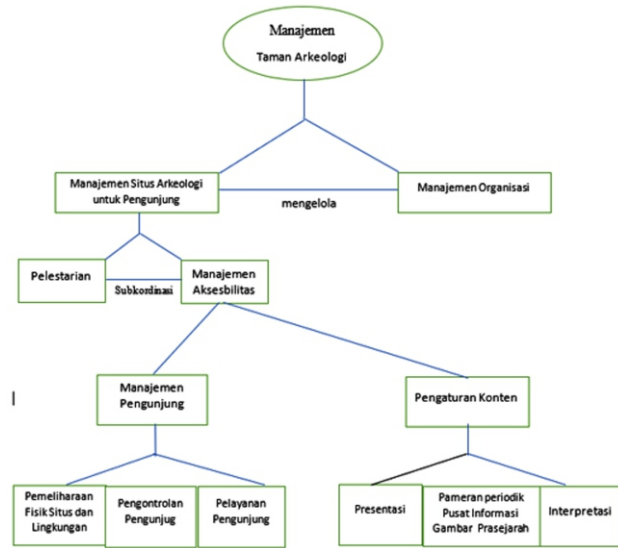 Manajemen
Taman Arkeologi
Manajemen Situs Arkeologi
untuk Pengunjung
mengelola
Manajemen Organisasi
Pelestarian
Subkordinasi
Manajemen
Aksesbilitas
Manajemen
Pengunjung
Pengaturan Konten
Pemeliharaan
Fisik Situs dan
Lingkungan
Pengontrolan
Pengunjug
Pelayanan
Pengunjung
Presentasi
Pameran periodik
Pusat Informasi
Gambar Prasejarah
Interpretasi